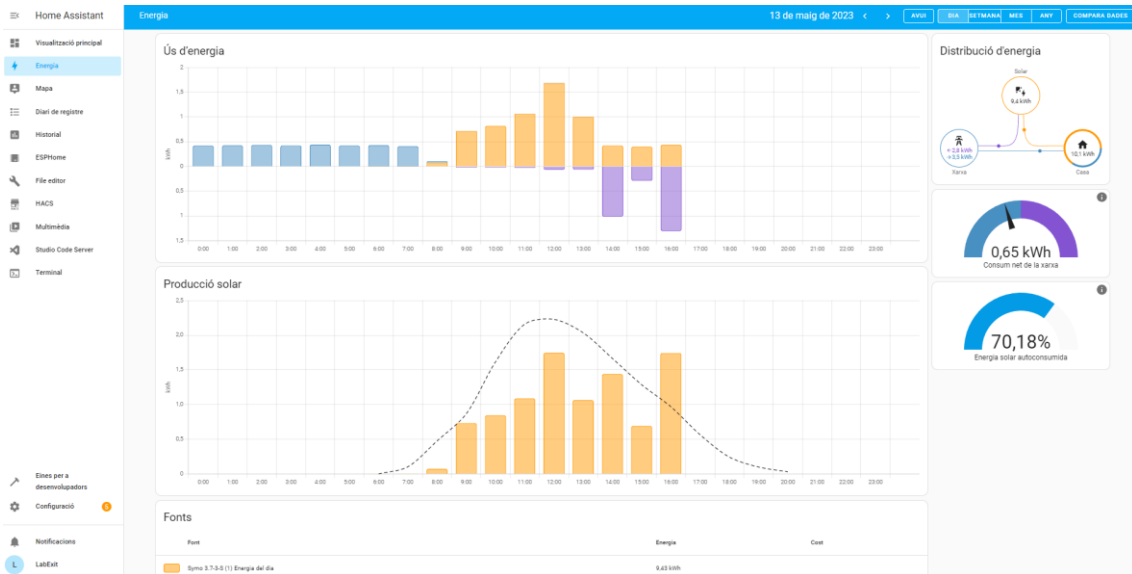 Home Assistant
Visualització principal
Energia
Mapa
Diari de registre
Historial
ESPHome
File editor
HACS
Multimèdia
Studio Code Server
Terminal
Eines per a
desenvolupadors
Configuració 5
Notificacions
L LabExit
Energia 13 de maig de 2023 AVUI DIA SETMANA MES ANY COMPARA DADES
Ús d'energia
kWh
2
1,5
1
0,5
0
0,5
1
1,5
0:00 1:00 2:00 3:00 4:00 5:00 6:00 7:00 8:00 9:00 10:00 11:00 12:00 13:00 14:00 15:00 16:00 17:00 18:00 19:00 20:00 21:00 22:00 23:00
Producció solar
kWh
2,5
2,0
1,5
1,0
0,5
0
0:00 1:00 2:00 3:00 4:00 5:00 6:00 7:00 8:00 9:00 10:00 11:00 12:00 13:00 14:00 15:00 16:00 17:00 18:00 19:00 20:00 21:00 22:00 23:00
Fonts
Font Energia Cost
Symo 3.7-3-S (1) Energia del dia 9,43 kWh
Distribució d'energia
Solar
9,4 kWh
2,8 kWh
3,5 kWh
Xarxa
10,1 kWh
Casa
0,65 kWh
Consum net de la xarxa
70,18%
Energia solar autoconsumida